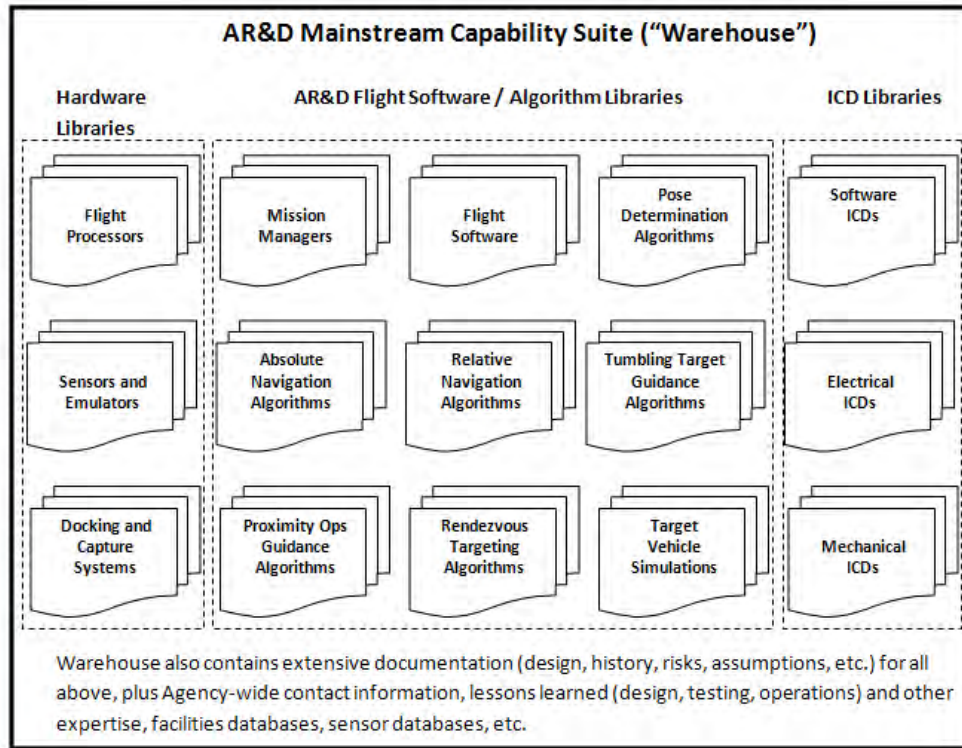 AR&D Mainstream Capability Suite (“Warehouse”)
Hardware
Libraries
AR&D Flight Software / Algorithm Libraries
ICD Libraries
Flight
Processors
Mission
Managers
Flight
Software
Pose
Determination
Algorithms
Software
ICDs
Sensors and
Emulators
Absolute
Navigation
Algorithms
Relative
Navigation
Algorithms
Tumbling Target
Guidance
Algorithms
Electrical
ICDs
Docking and
Capture
Systems
Proximity Ops
Guidance
Algorithms
Rendezvous
Targeting
Algorithms
Target
Vehicle
Simulations
Mechanical
ICDs
Warehouse also contains extensive documentation (design, history, risks, assumptions, etc.) for all
above, plus Agency-wide contact information, lessons learned (design, testing, operations) and other
expertise, facilities databases, sensor databases, etc.